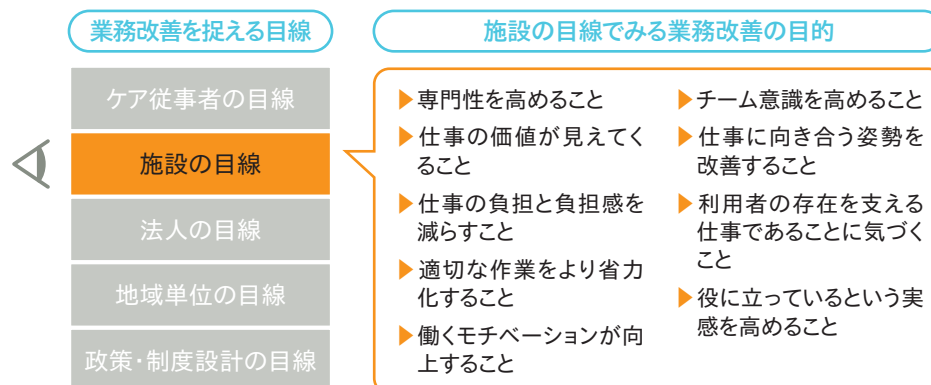 業務改善を捉える目線
施設の目線でみる業務改善の目的
ケア従事者の目線
施設の目線
法人の目線
地域単位の目線
政策・制度設計の目線
▶専門性を高めること
▶仕事の価値が見えてく
ること
▶仕事の負担と負担感を
減らすこと
▶適切な作業をより省力
化すること
▶働くモチベーションが向
上すること
▶チーム意識を高めること
▶仕事に向き合う姿勢を
改善すること
▶利用者の存在を支える
仕事であることに気づく
こと
▶役に立っているという実
感を高めること